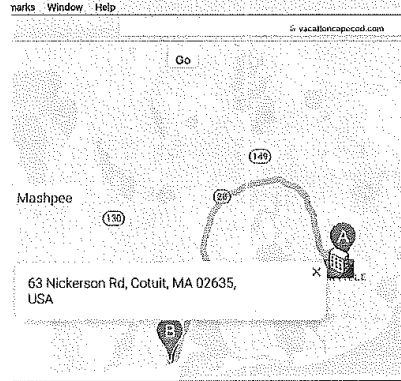 marks Window Help
vacationcapecod.com
Go
149
Mashpee
28
130
A
63 Nickerson Rd, Cotuit, MA 02635,
USA
B